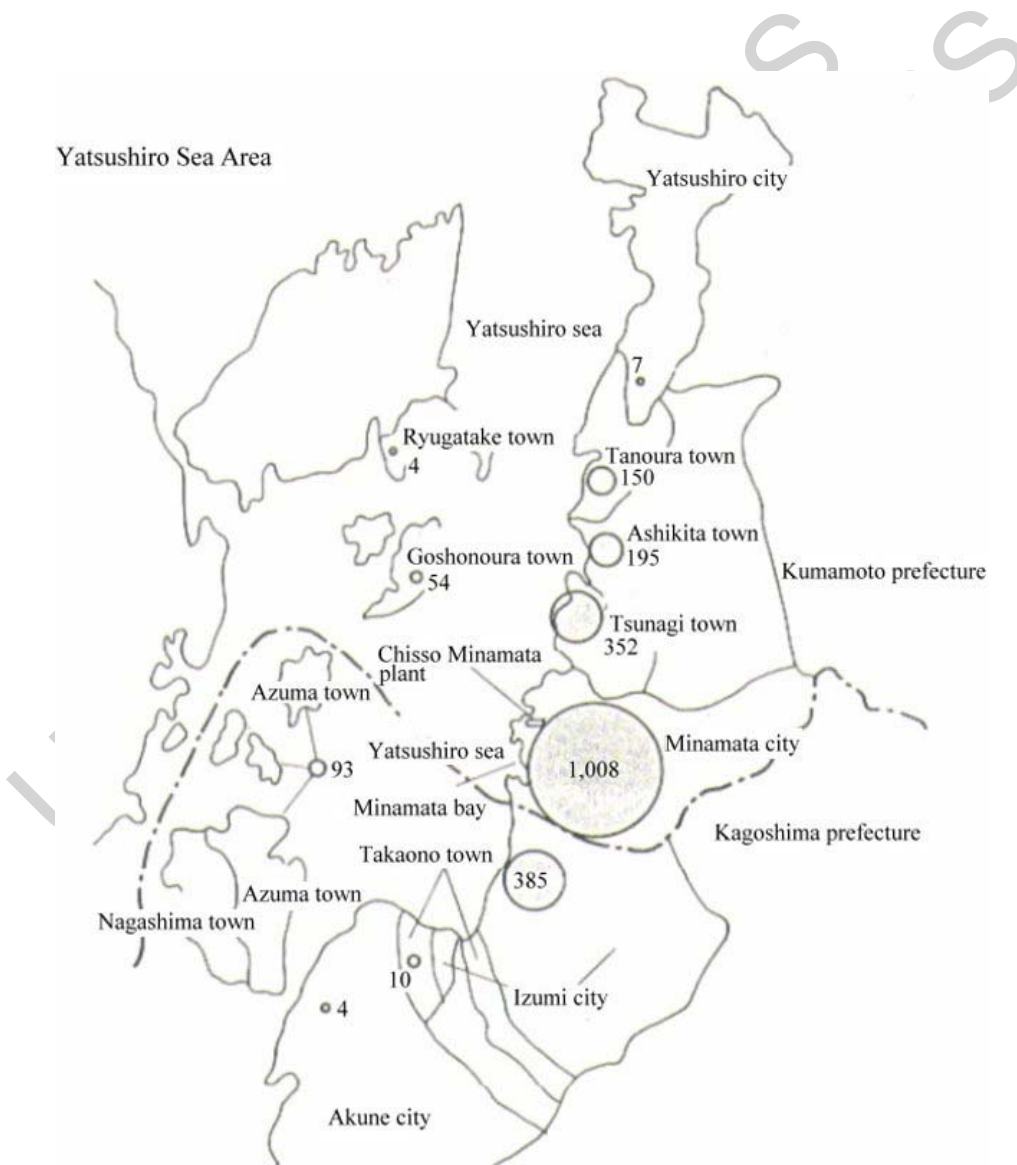 S S
Yatsushiro Sea Area
Yatsushiro city
Yatsushiro sea
7
Ryugatake town
4
Tanoura town
150
Ashikita town
195
Goshonoura town
54
Kumamoto prefecture
Tsunagi town
352
Chisso Minamata
plant
Azuma town
Yatsushiro sea
Minamata city
93
1,008
Minamata bay
Kagoshima prefecture
Takaono town
385
Azuma town
Nagashima town
10
Izumi city
4
Akune city